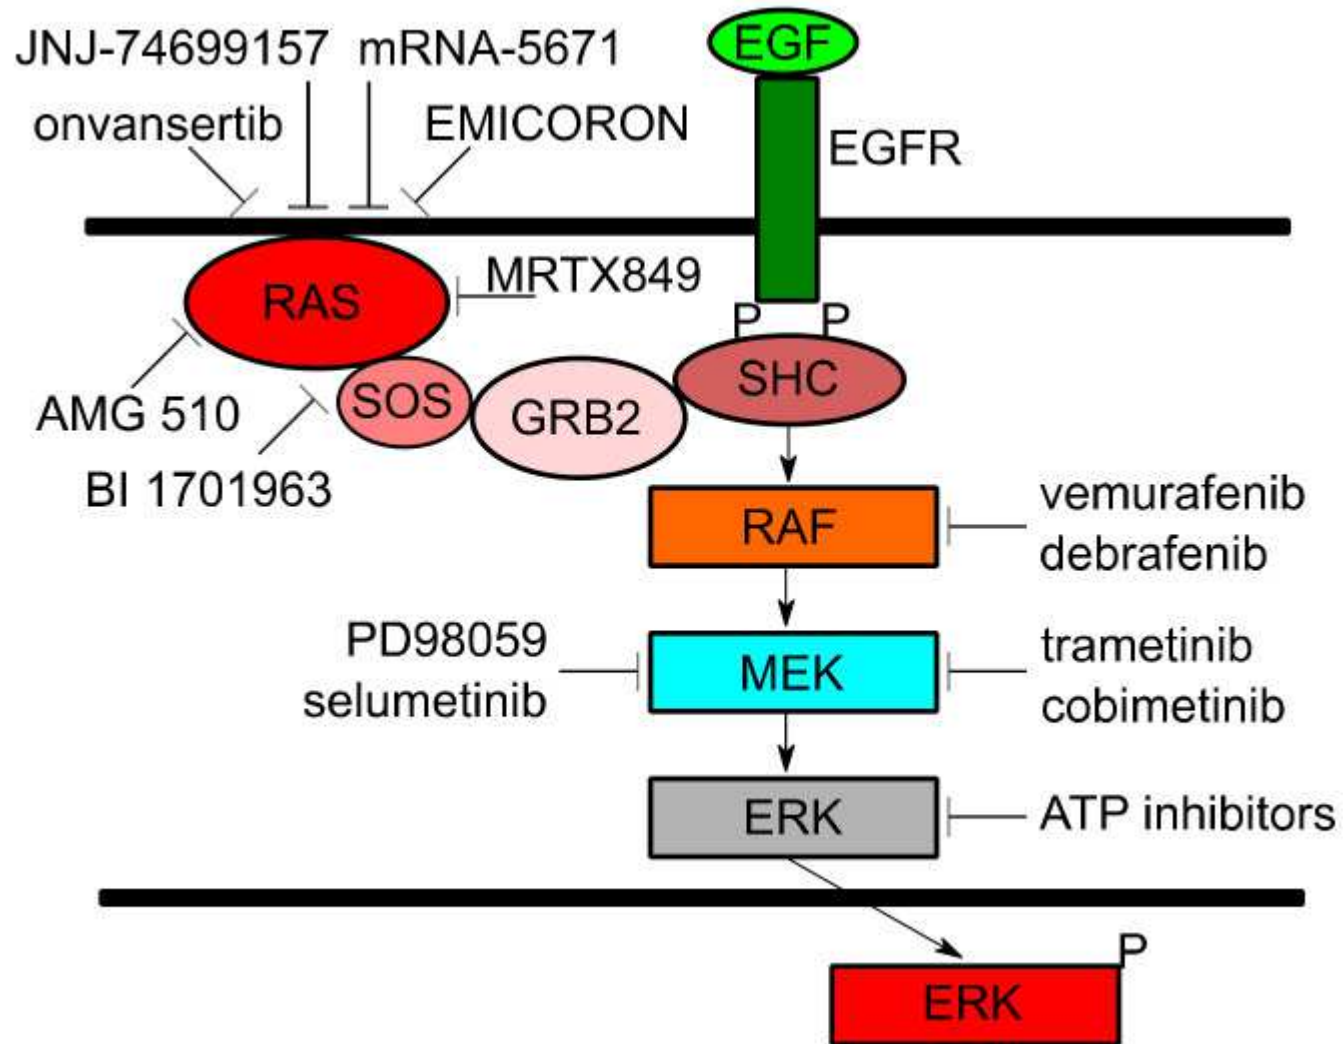 JNJ-74699157 mRNA-5671 EGF
onvansertib EMICORON EGFR
RAS MRTX849
P P
AMG 510 SOS GRB2 SHC
BI 1701963
RAF vemurafenib
debrafenib
PD98059
selumetinib
MEK
trametinib
cobimetinib
ERK ATP inhibitors
P
ERK